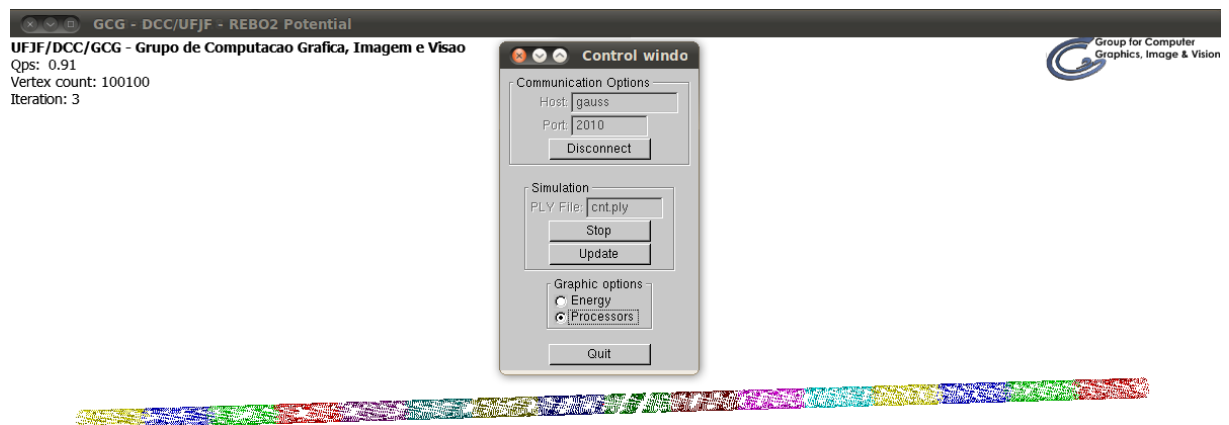 GCG - DCC/UFJF - REBO2 Potential
UFJF/DCC/GCG - Grupo de Computacao Grafica, Imagem e Visao
Qps: 0.91
Vertex count: 100100
Iteration: 3
Control windo
Communication Options
Host: gauss
Port: 2010
Disconnect
Simulation
PLY File: cnt.ply
Stop
Update
Graphic options
Energy
Processors
Quit
Group for Computer
Graphics, Image & Vision